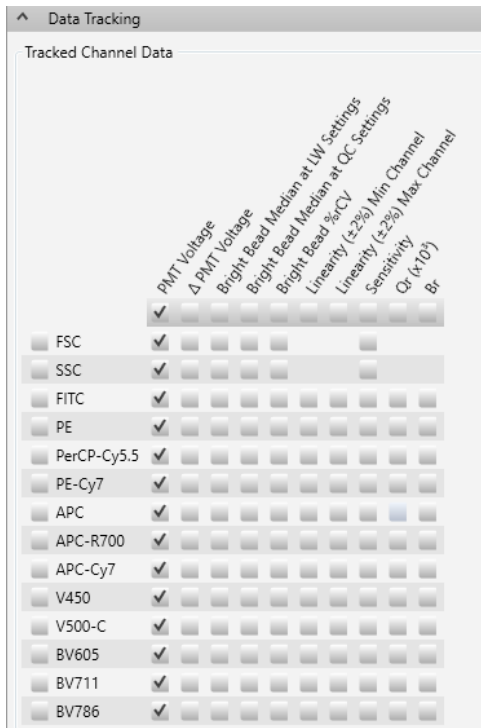 Data Tracking
Tracked Channel Data
PMT Voltage
Δ PMT Voltage
Bright Bead Median at LW Settings
Bright Bead Median at QC Settings
Bright Bead %rCV
Linearity (±2%) Min Channel
Linearity (±2%) Max Channel
Sensitivity
Qr (x10³)
Br
FSC
SSC
FITC
PE
PerCP-Cy5.5
PE-Cy7
APC
APC-R700
APC-Cy7
V450
V500-C
BV605
BV711
BV786